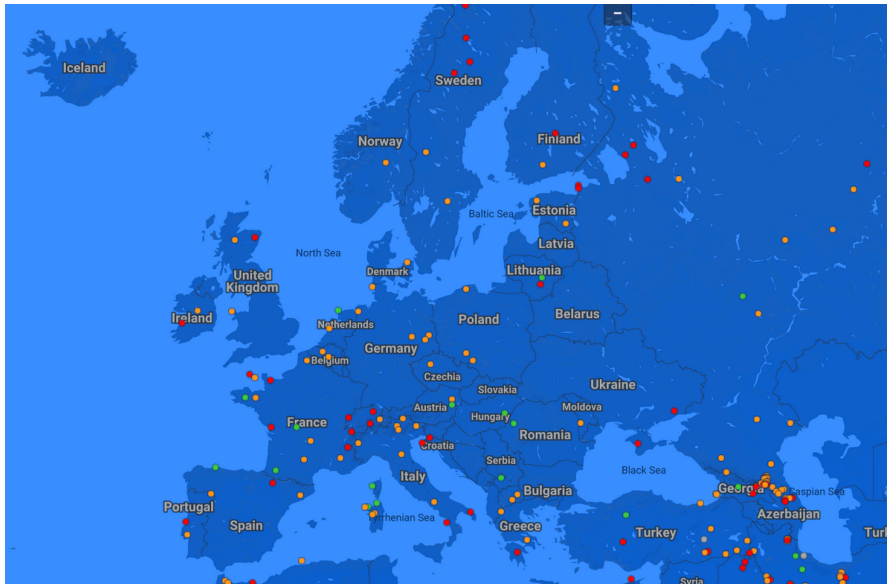 Iceland
Sweden
Norway
Finland
Baltic Sea
Estonia
North Sea
Latvia
Denmark
Lithuania
United
Kingdom
Ireland
Netherlands
Poland
Belarus
Germany
Belgium
Czechia
Slovakia
Ukraine
Austria
Hungary
Moldova
France
Romania
Croatia
Serbia
Italy
Black Sea
Georgia
Caspian Sea
Bulgaria
Portugal
Spain
Tyrrhenian Sea
Azerbaijan
Greece
Turkey
Turk
Syria